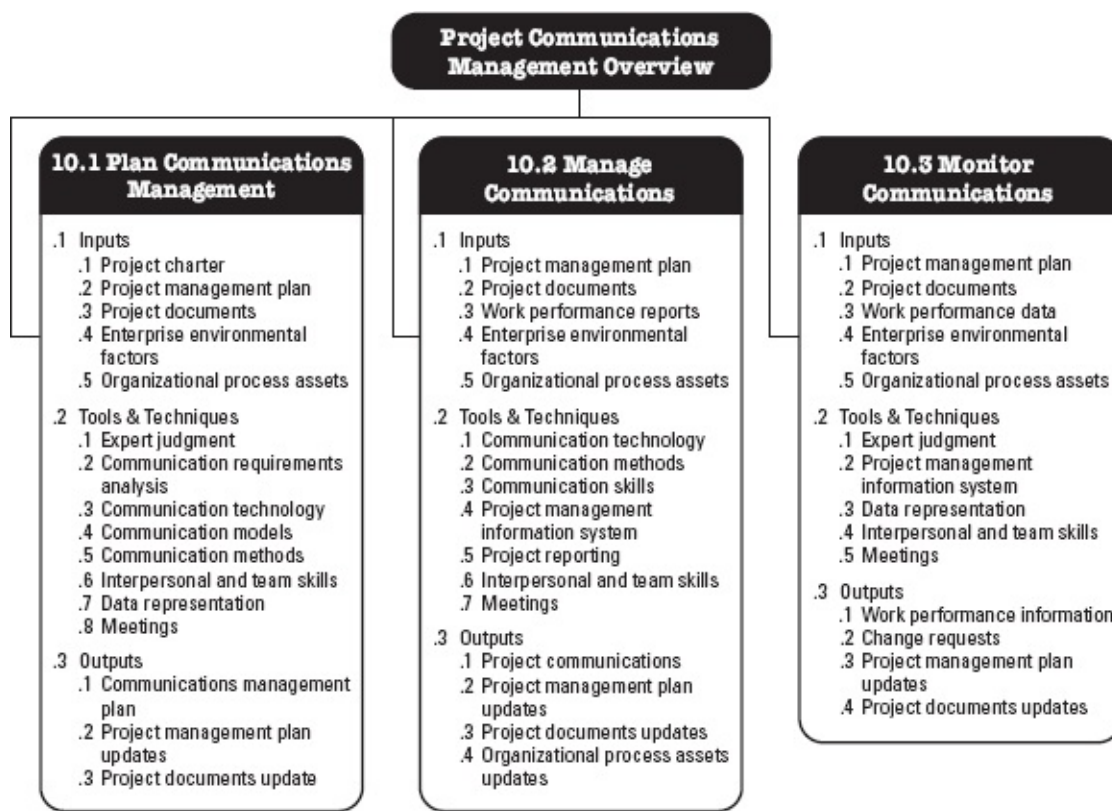 Project Communications
Management Overview
10.1 Plan Communications
Management
.1 Inputs
.1 Project charter
.2 Project management plan
.3 Project documents
.4 Enterprise environmental
factors
.5 Organizational process assets
.2 Tools & Techniques
.1 Expert judgment
.2 Communication requirements
analysis
.3 Communication technology
.4 Communication models
.5 Communication methods
.6 Interpersonal and team skills
.7 Data representation
.8 Meetings
.3 Outputs
.1 Communications management
plan
.2 Project management plan
updates
.3 Project documents update
10.2 Manage
Communications
.1 Inputs
.1 Project management plan
.2 Project documents
.3 Work performance reports
.4 Enterprise environmental
factors
.5 Organizational process assets
.2 Tools & Techniques
.1 Communication technology
.2 Communication methods
.3 Communication skills
.4 Project management
information system
.5 Project reporting
.6 Interpersonal and team skills
.7 Meetings
.3 Outputs
.1 Project communications
.2 Project management plan
updates
.3 Project documents updates
.4 Organizational process assets
updates
10.3 Monitor
Communications
.1 Inputs
.1 Project management plan
.2 Project documents
.3 Work performance data
.4 Enterprise environmental
factors
.5 Organizational process assets
.2 Tools & Techniques
.1 Expert judgment
.2 Project management
information system
.3 Data representation
.4 Interpersonal and team skills
.5 Meetings
.3 Outputs
.1 Work performance information
.2 Change requests
.3 Project management plan
updates
.4 Project documents updates